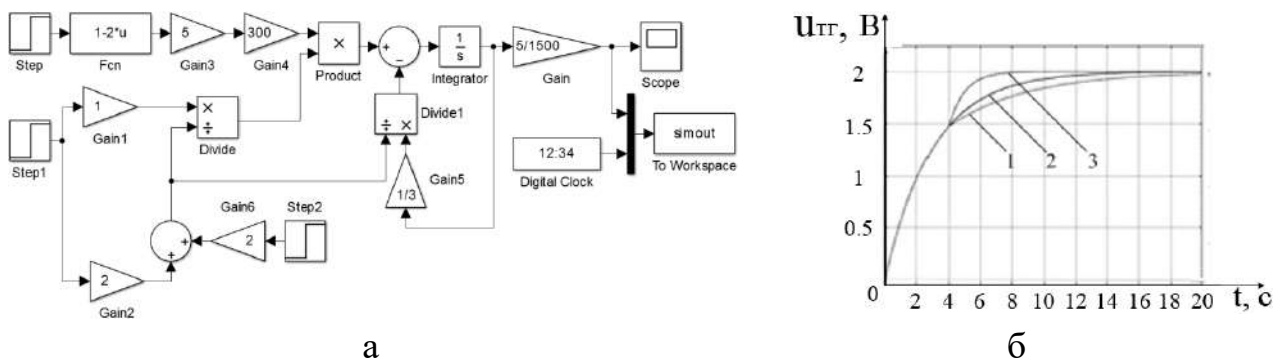 1-2*u
5
300
×
+
−
1
s
5/1500
Step
Fcn
Gain3
Gain4
Product
Integrator
Gain
Scope
1
×
÷
÷ ×
Divide1
simout
Step1
Gain1
Divide
12:34
To Workspace
Gain6
Step2
1/3
Gain5
Digital Clock
+
+
2
2
Gain2
а
uтг, В
2
1.5
1
0.5
0
1
2
3
2 4 6 8 10 12 14 16 18 20 t, с
б